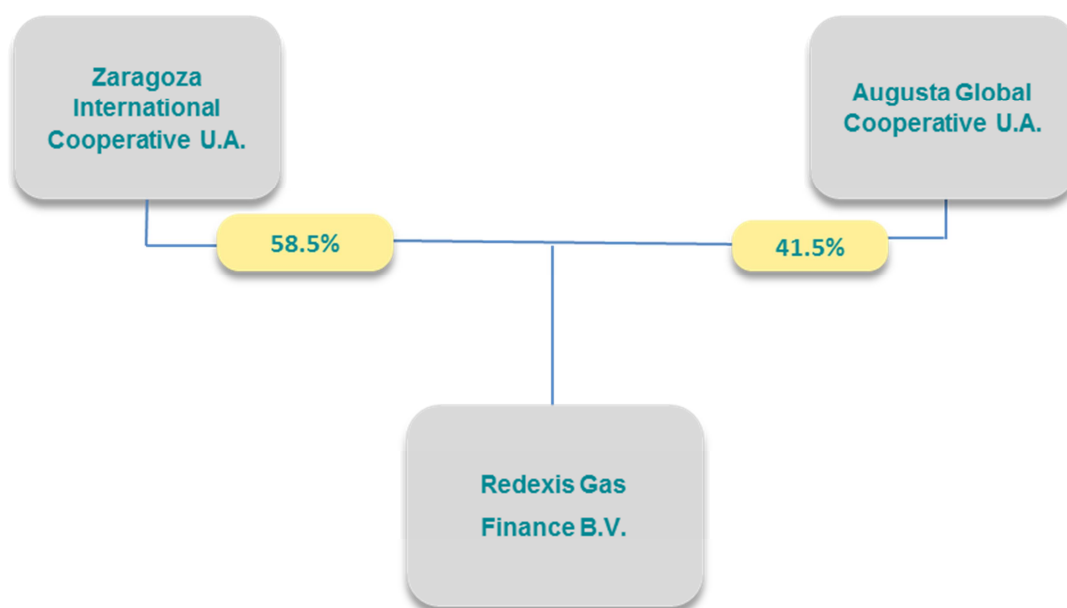 Zaragoza
International
Cooperative U.A.
Augusta Global
Cooperative U.A.
58.5%
41.5%
Redexis Gas
Finance B.V.